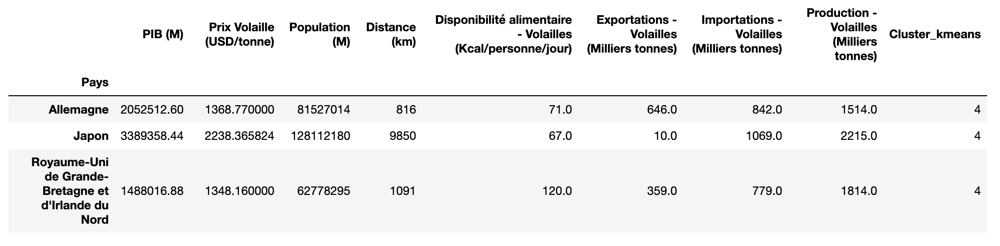 PIB (M) Prix Volaille (USD/tonne) Population (M) Distance (km) Disponibilité alimentaire - Volailles (Kcal/personne/jour) Exportations - Volailles (Milliers tonnes) Importations - Volailles (Milliers tonnes) Production - Volailles (Milliers tonnes) Cluster_kmeans
Pays
Allemagne 2052512.60 1368.770000 81527014 816 71.0 646.0 842.0 1514.0 4
Japon 3389358.44 2238.365824 128112180 9850 67.0 10.0 1069.0 2215.0 4
Royaume-Uni de Grande-Bretagne et d'Irlande du Nord 1488016.88 1348.160000 62778295 1091 120.0 359.0 779.0 1814.0 4